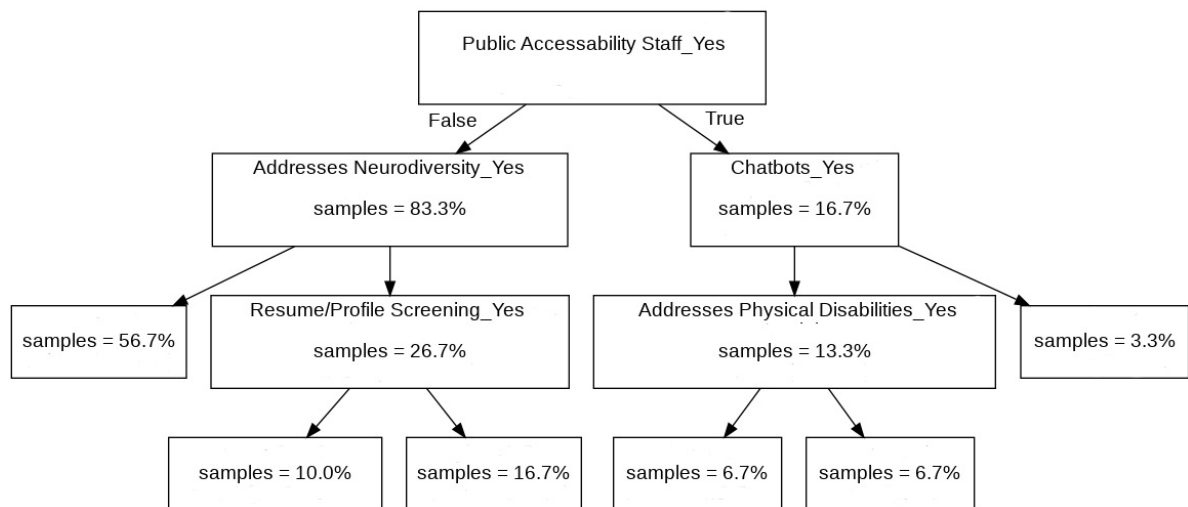 Public Accessability Staff_Yes
False
True
Addresses Neurodiversity_Yes
samples = 83.3%
Chatbots_Yes
samples = 16.7%
samples = 56.7%
Resume/Profile Screening_Yes
samples = 26.7%
Addresses Physical Disabilities_Yes
samples = 13.3%
samples = 3.3%
samples = 10.0%
samples = 16.7%
samples = 6.7%
samples = 6.7%